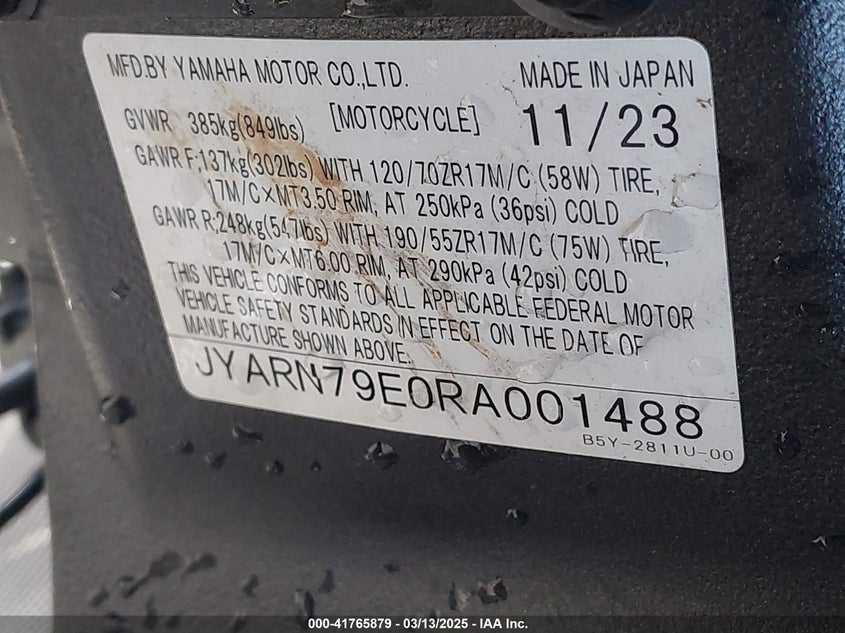 MFD.BY YAMAHA MOTOR CO.,LTD. MADE IN JAPAN
GVWR 385kg(849lbs) [MOTORCYCLE] 11/23
GAWR F:137kg(302lbs) WITH 120/70ZR17M/C (58W) TIRE,
17M/C×MT3.50 RIM, AT 250kPa (36psi) COLD
GAWR R:248kg(547lbs) WITH 190/55ZR17M/C (75W) TIRE,
17M/C×MT6.00 RIM, AT 290kPa (42psi) COLD
THIS VEHICLE CONFORMS TO ALL APPLICABLE FEDERAL MOTOR
VEHICLE SAFETY STANDARDS IN EFFECT ON THE DATE OF
MANUFACTURE SHOWN ABOVE.
JYARN79E0RA001488
B5Y-2811U-00
000-41765879 - 03/13/2025 - IAA Inc.